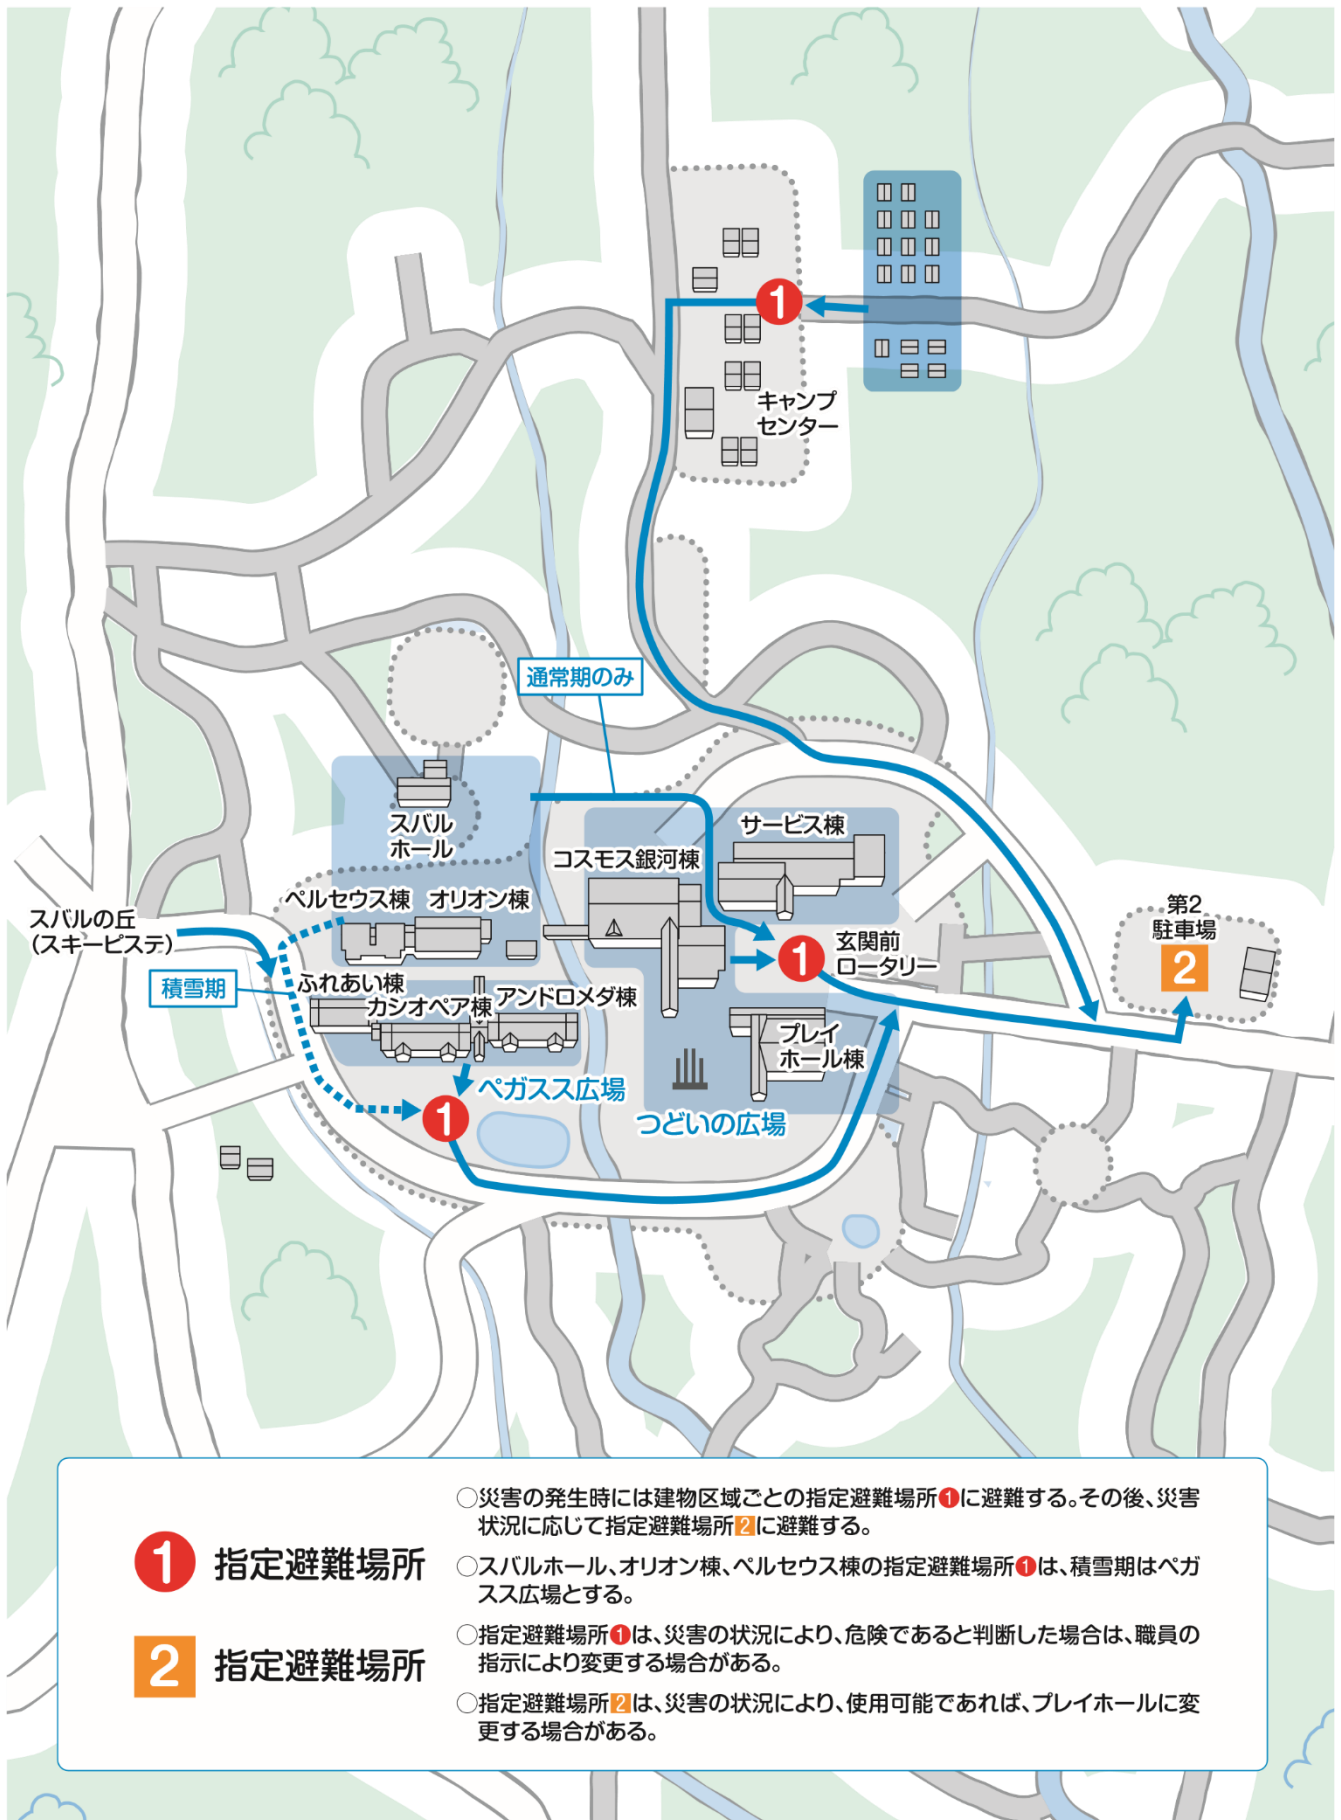 1
キャンプ
センター
通常期のみ
スバル
ホール
サービス棟
コスモス銀河棟
ペルセウス棟
オリオン棟
スバルの丘
（スキーピステ）
第2
駐車場
2
1
玄関前
ロータリー
積雪期
ふれあい棟
カシオペア棟
アンドロメダ棟
プレイ
ホール棟
ペガスス広場
1
つどいの広場
1 指定避難場所
2 指定避難場所
○災害の発生時には建物区域ごとの指定避難場所1に避難する。その後、災害
状況に応じて指定避難場所2に避難する。
○スバルホール、オリオン棟、ペルセウス棟の指定避難場所1は、積雪期はペガ
スス広場とする。
○指定避難場所1は、災害の状況により、危険であると判断した場合は、職員の
指示により変更する場合がある。
○指定避難場所2は、災害の状況により、使用可能であれば、プレイホールに変
更する場合がある。